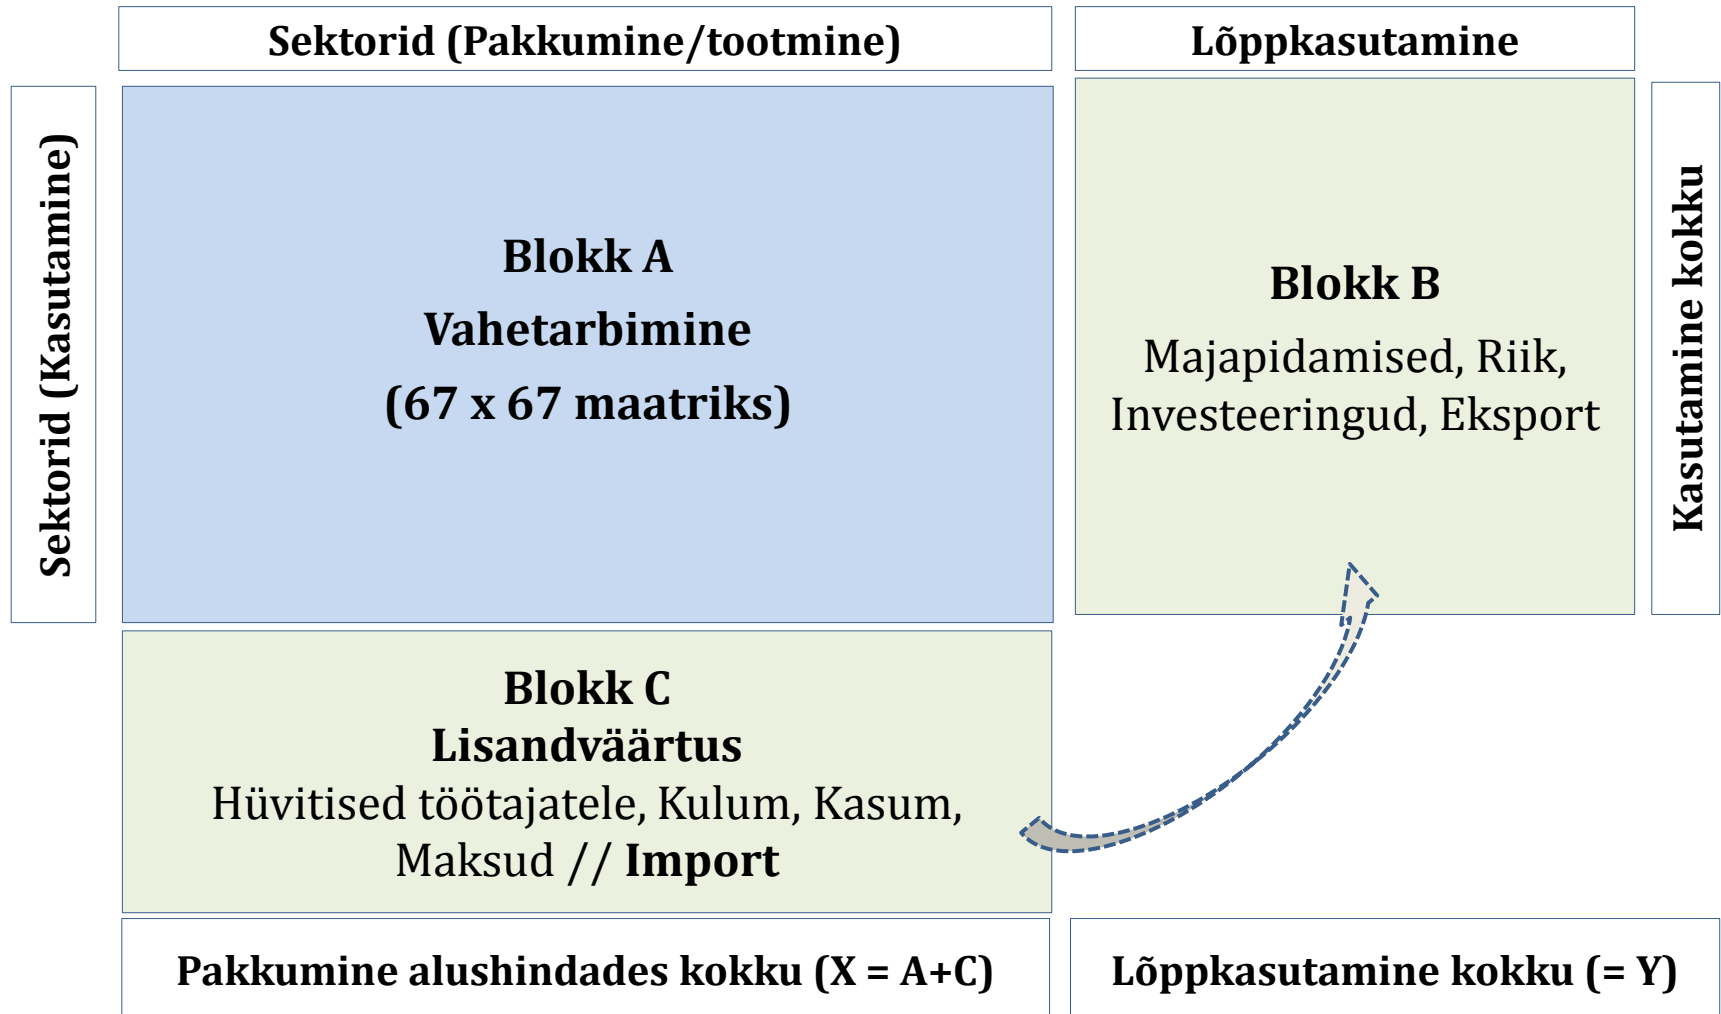 Sektorid (Pakkumine/tootmine)
Lõppkasutamine
Sektorid (Kasutamine)
Blokk A
Vahetarbimine
(67 x 67 maatriks)
Blokk B
Majapidamised, Riik,
Investeeringud, Eksport
Kasutamine kokku
Blokk C
Lisandväärtus
Hüvitised töötajatele, Kulum, Kasum,
Maksud // Import
Pakkumine alushindades kokku (X = A+C)
Lõppkasutamine kokku (= Y)